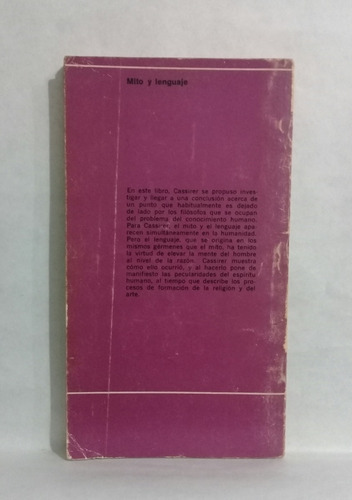 Mito y lenguaje
En este libro, Cassirer se propuso inves-
tigar y llegar a una conclusión acerca de
un punto que habitualmente es dejado
de lado por los filósofos que se ocupan
del problema del conocimiento humano.
Para Cassirer, el mito y el lenguaje apa-
recen simultáneamente en la humanidad.
Pero el lenguaje, que se origina en los
mismos gérmenes que el mito, ha tenido
la virtud de elevar la mente del hombre
al nivel de la razón. Cassirer muestra
cómo ello ocurrió, y al hacerlo pone de
manifiesto las peculiaridades del espíritu
humano, al tiempo que describe los pro-
cesos de formación de la religión y del
arte.